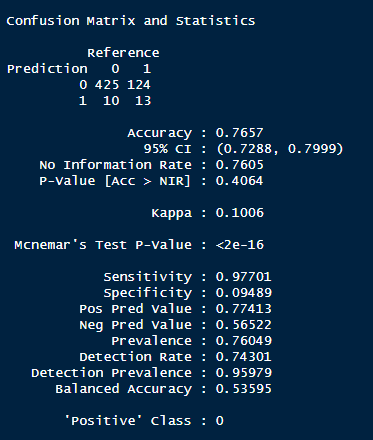 Confusion Matrix and Statistics
Reference
Prediction 0 1
0 425 124
1 10 13
Accuracy : 0.7657
95% CI : (0.7288, 0.7999)
No Information Rate : 0.7605
P-Value [Acc > NIR] : 0.4064
Kappa : 0.1006
Mcnemar's Test P-Value : <2e-16
Sensitivity : 0.97701
Specificity : 0.09489
Pos Pred Value : 0.77413
Neg Pred Value : 0.56522
Prevalence : 0.76049
Detection Rate : 0.74301
Detection Prevalence : 0.95979
Balanced Accuracy : 0.53595
'Positive' Class : 0